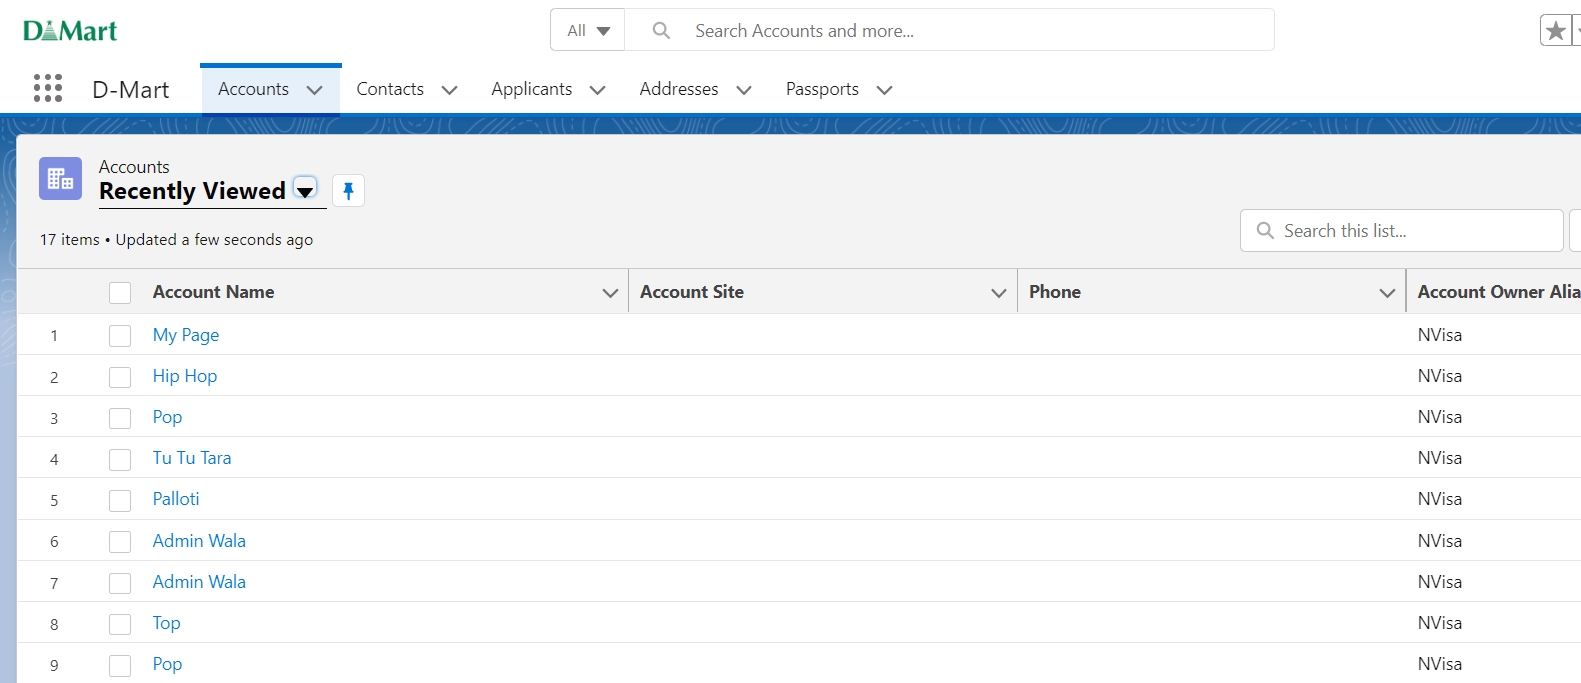 D Mart
All
Search Accounts and more...
D-Mart
Accounts
Contacts
Applicants
Addresses
Passports
Accounts
Recently Viewed
17 items • Updated a few seconds ago
Search this list...
Account Name
Account Site
Phone
Account Owner Alia
1 My Page NVisa
2 Hip Hop NVisa
3 Pop NVisa
4 Tu Tu Tara NVisa
5 Palloti NVisa
6 Admin Wala NVisa
7 Admin Wala NVisa
8 Top NVisa
9 Pop NVisa